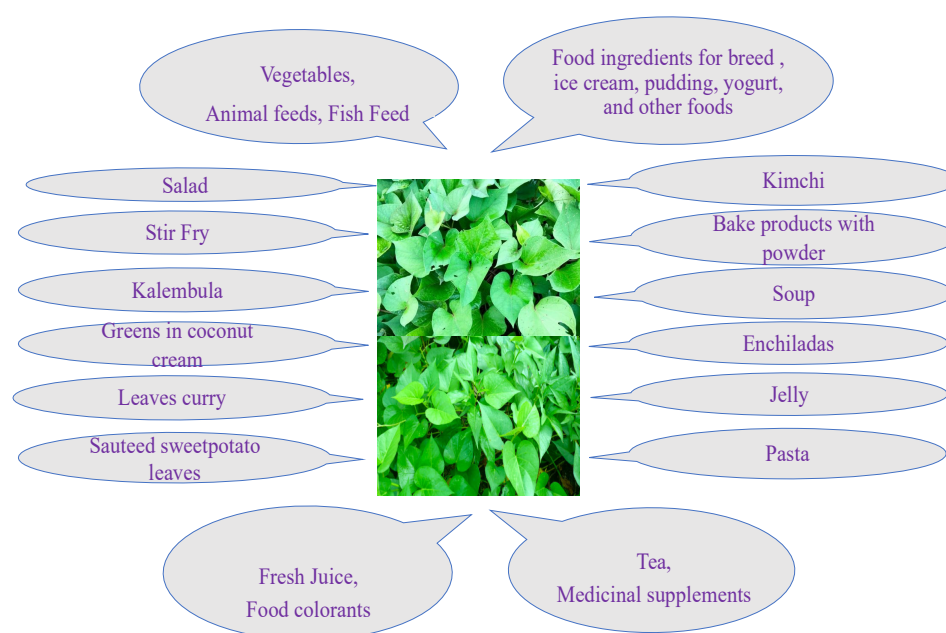 Vegetables,
Animal feeds, Fish Feed
Food ingredients for breed ,
ice cream, pudding, yogurt,
and other foods
Salad
Stir Fry
Kalembula
Greens in coconut
cream
Leaves curry
Sauteed sweetpotato
leaves
Kimchi
Bake products with
powder
Soup
Enchiladas
Jelly
Pasta
Fresh Juice,
Food colorants
Tea,
Medicinal supplements